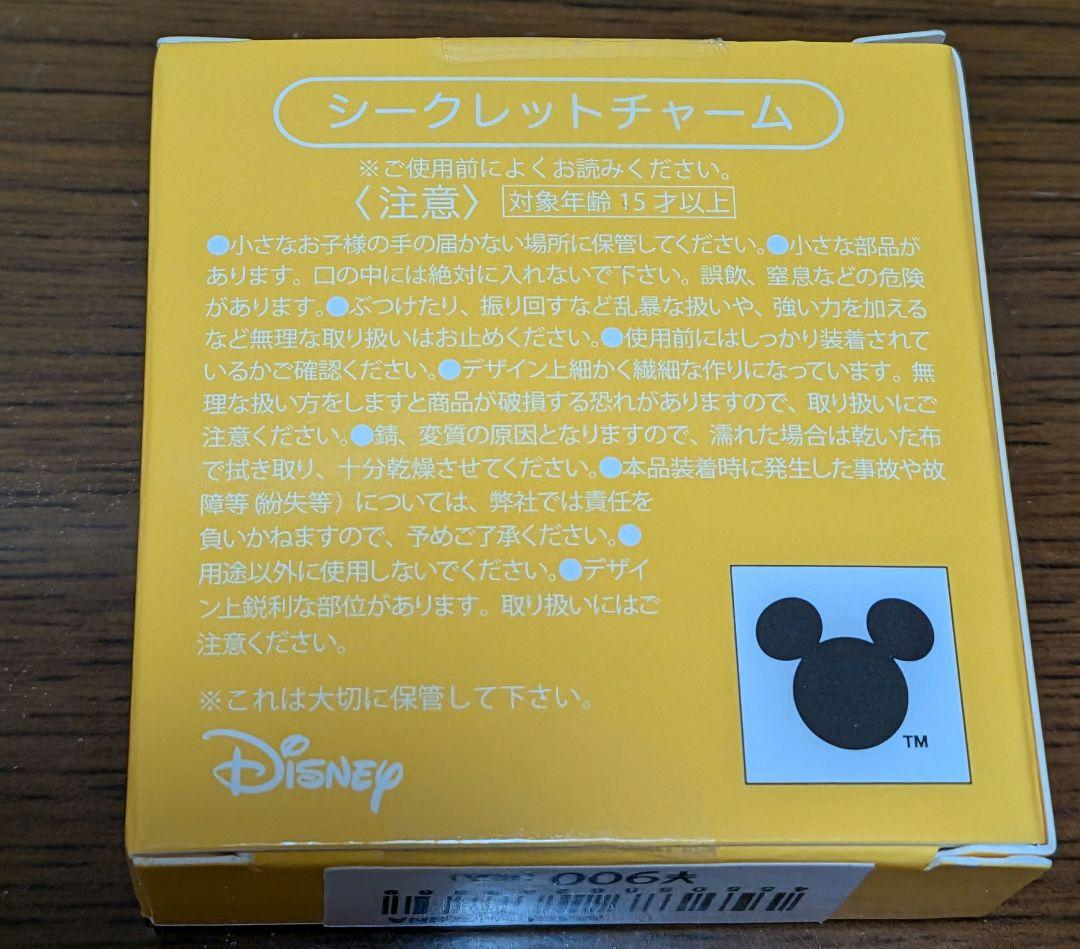 シークレットチャーム
※ご使用前によくお読みください。
〈注意〉 対象年齢 15 才以上
●小さなお子様の手の届かない場所に保管してください。●小さな部品が
あります。口の中には絶対に入れないで下さい。誤飲、窒息などの危険
があります。●ぶつけたり、振り回すなど乱暴な扱いや、強い力を加える
など無理な取り扱いはお止めください。●使用前にはしっかり装着されて
いるかご確認ください。●デザイン上細かく繊細な作りになっています。無
理な扱い方をしますと商品が破損する恐れがありますので、取り扱いにご
注意ください。●錆、変質の原因となりますので、濡れた場合は乾いた布
で拭き取り、十分乾燥させてください。●本品装着時に発生した事故や故
障等（紛失等）については、弊社では責任を
負いかねますので、予めご了承ください。●
用途以外に使用しないでください。●デザイ
ン上鋭利な部位があります。取り扱いにはご
注意ください。
※これは大切に保管して下さい。
Disney
TM